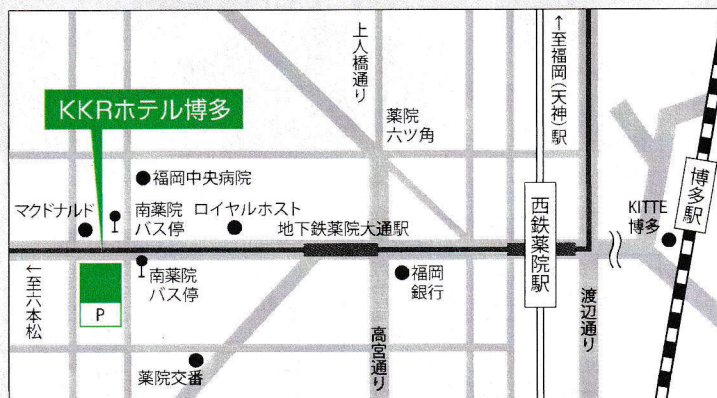 上人橋通り
←至福岡(天神)駅
KKRホテル博多
薬院
六ツ角
福岡中央病院
マクドナルド
南薬院
バス停
ロイヤルホスト
地下鉄薬院大通駅
西鉄薬院駅
KITTE
博多
博多駅
←至六本松
P
南薬院
バス停
福岡
銀行
高宮通り
渡辺通り
薬院交番